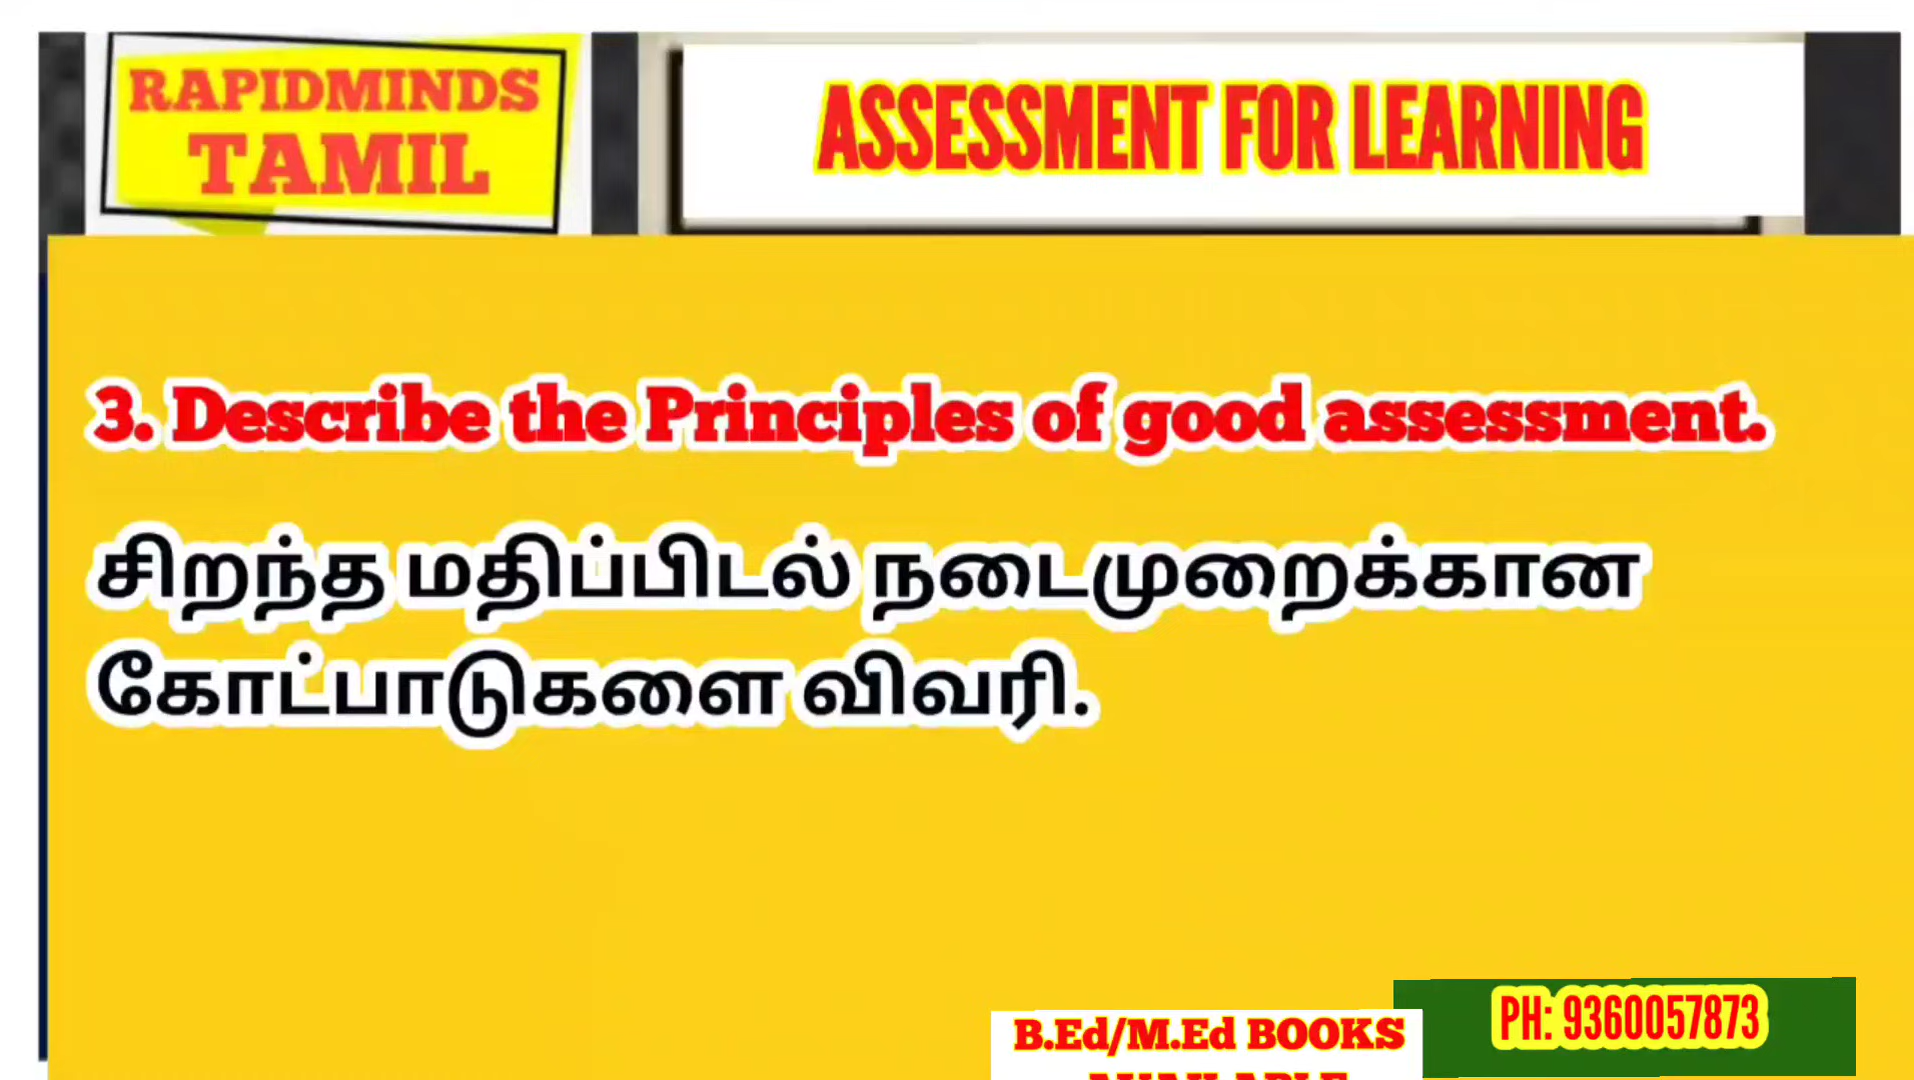 RAPIDMINDS
TAMIL
ASSESSMENT FOR LEARNING
3. Describe the Principles of good assessment.
சிறந்த மதிப்பிடல் நடைமுறைக்கான
கோட்பாடுகளை விவரி.
PH: 9360057873
B.Ed/M.Ed BOOKS